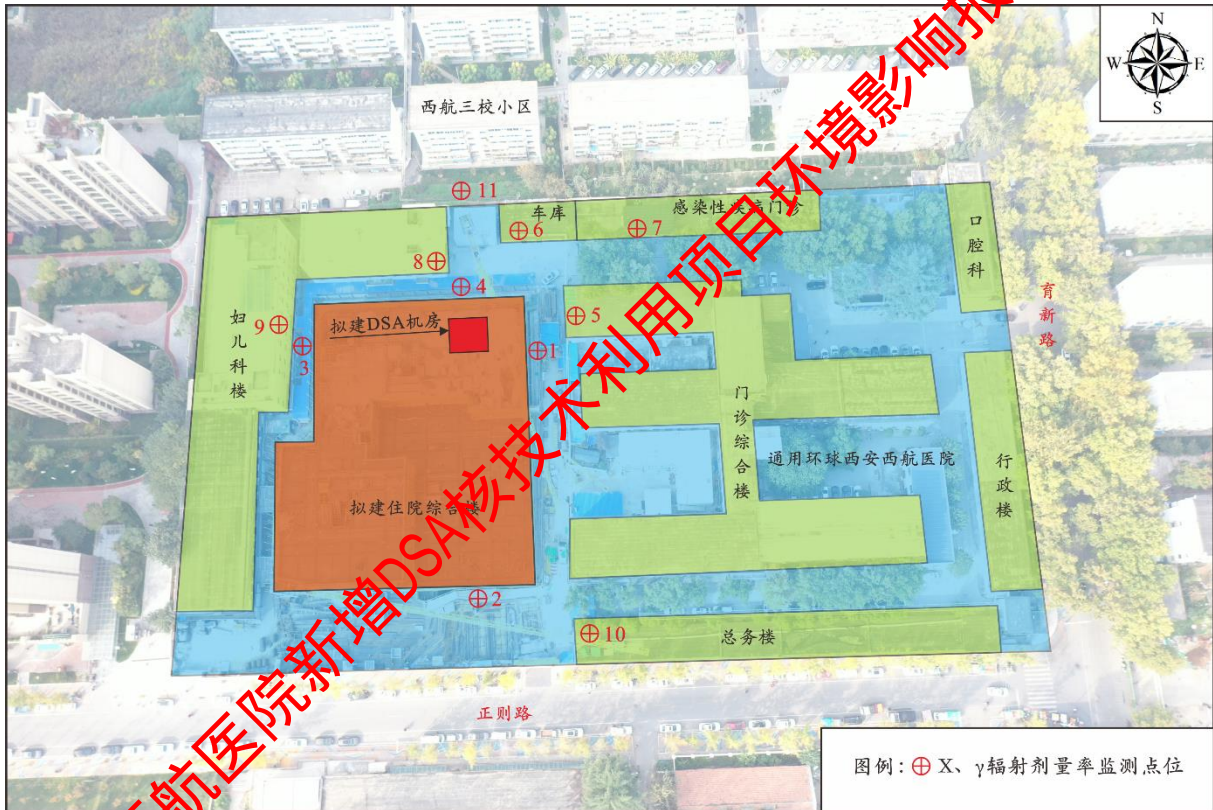 N
W
E
S
西航三校小区
11
车库
感染性疾病门诊
6
7
口腔科
8
4
育新路
妇儿科楼
9
3
拟建DSA机房
5
1
门诊综合楼
通用环球西安西航医院
行政楼
拟建住院综合楼
2
10
总务楼
正则路
图例：⊕ X、γ辐射剂量率监测点位
西航医院新增DSA核技术利用项目环境影响报